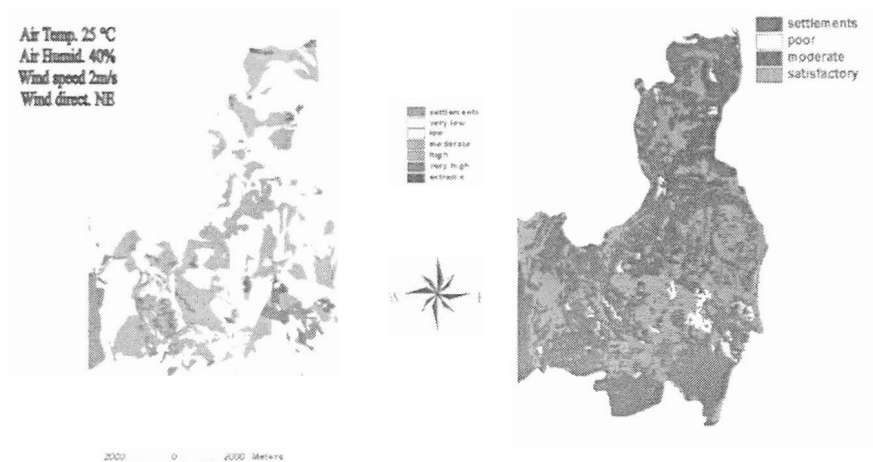 Air Temp. 25 °C
Air Humid. 40%
Wind speed 2m/s
Wind direct. NE
settlements
very low
low
moderate
high
very high
extreme
settlements
poor
moderate
satisfactory
2000 0 2000 Meters